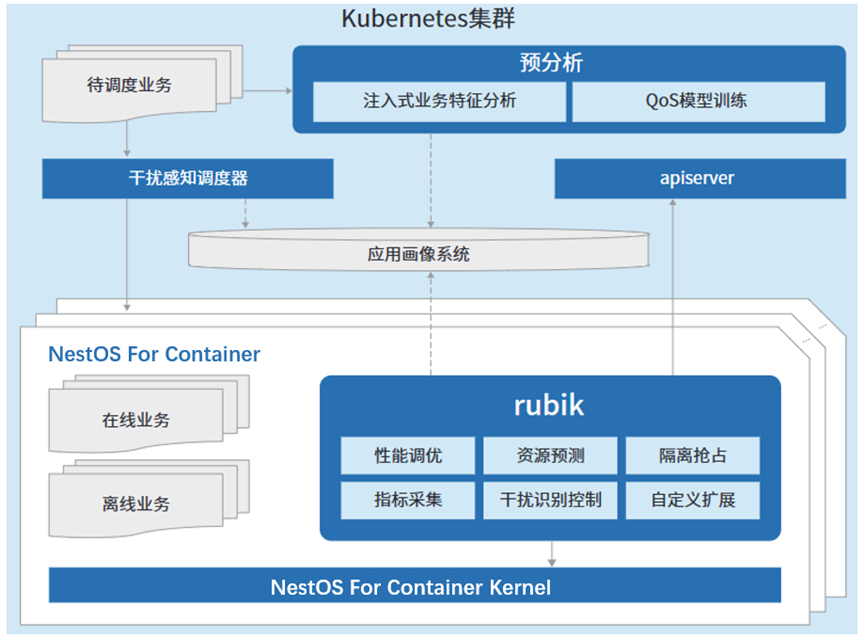 Kubernetes集群
待调度业务
预分析
注入式业务特征分析
QoS模型训练
干扰感知调度器
apiserver
应用画像系统
NestOS For Container
在线业务
离线业务
rubik
性能调优
资源预测
隔离抢占
指标采集
干扰识别控制
自定义扩展
NestOS For Container Kernel